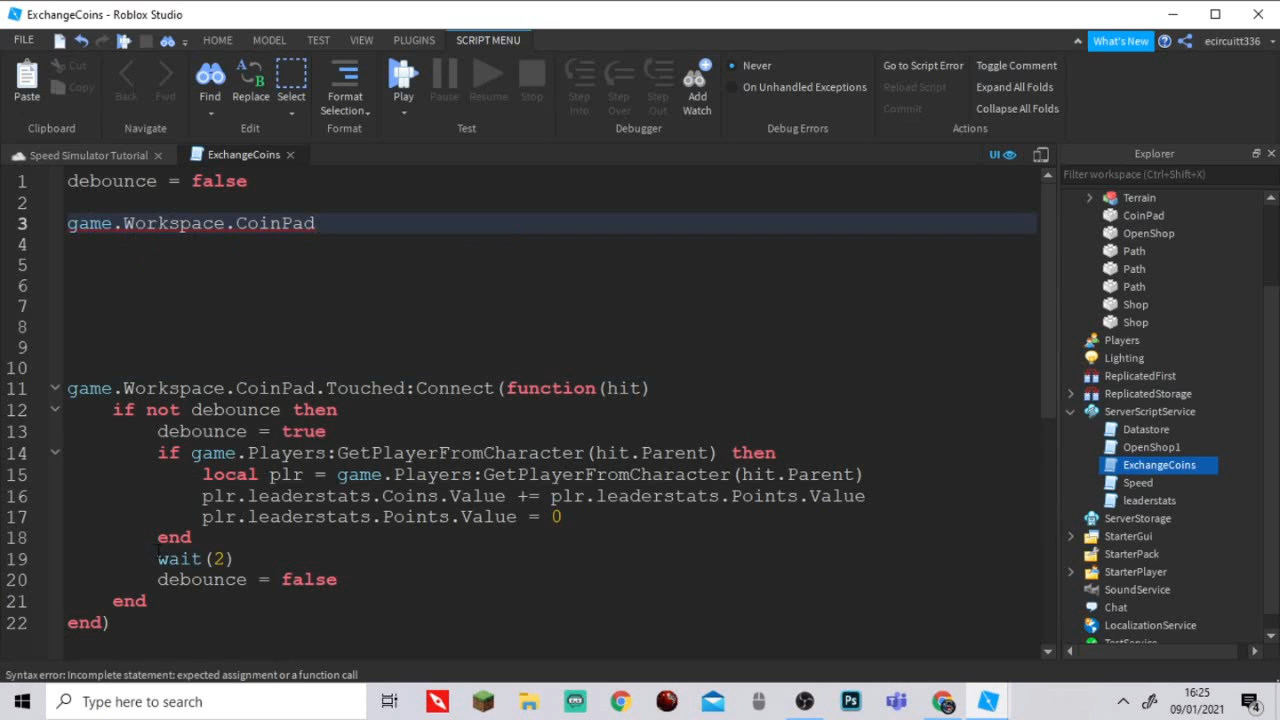 ExchangeCoins - Roblox Studio
FILE HOME MODEL TEST VIEW PLUGINS SCRIPT MENU What's New ecircuitt336
Paste Cut Copy Back Fwd Find Replace Select Format Selection Play Pause Resume Stop Step Into Step Over Step Out Add Watch Never On Unhandled Exceptions Go to Script Error Reload Script Commit Toggle Comment Expand All Folds Collapse All Folds
Clipboard Navigate Edit Format Test Debugger Debug Errors Actions
Speed Simulator Tutorial ExchangeCoins UI Explorer
Filter workspace (Ctrl+Shift+X)
1 debounce = false
2
3 game.Workspace.CoinPad
4
5
6
7
8
9
10
11 game.Workspace.CoinPad.Touched:Connect(function(hit)
12 if not debounce then
13 debounce = true
14 if game.Players:GetPlayerFromCharacter(hit.Parent) then
15 local plr = game.Players:GetPlayerFromCharacter(hit.Parent)
16 plr.leaderstats.Coins.Value += plr.leaderstats.Points.Value
17 plr.leaderstats.Points.Value = 0
18 end
19 wait(2)
20 debounce = false
21 end
22 end)
Terrain
CoinPad
OpenShop
Path
Path
Path
Shop
Shop
Players
Lighting
ReplicatedFirst
ReplicatedStorage
ServerScriptService
Datastore
OpenShop1
ExchangeCoins
Speed
leaderstats
ServerStorage
StarterGui
StarterPack
StarterPlayer
SoundService
Chat
LocalizationService
TestService
Syntax error: Incomplete statement: expected assignment or a function call
Type here to search
Ps
16:25
09/01/2021
4